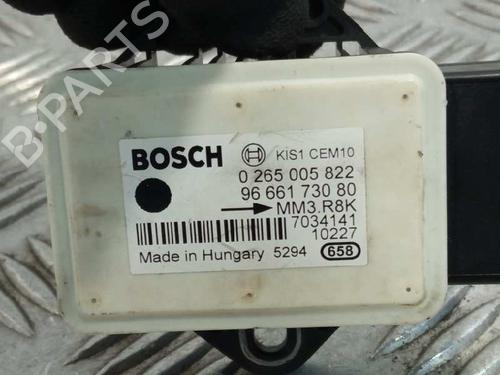 B-PARTS
BOSCH KIS1 CEM10
0 265 005 822
96 661 730 80
MM3.R8K
7034141
10227
Made in Hungary 5294 658